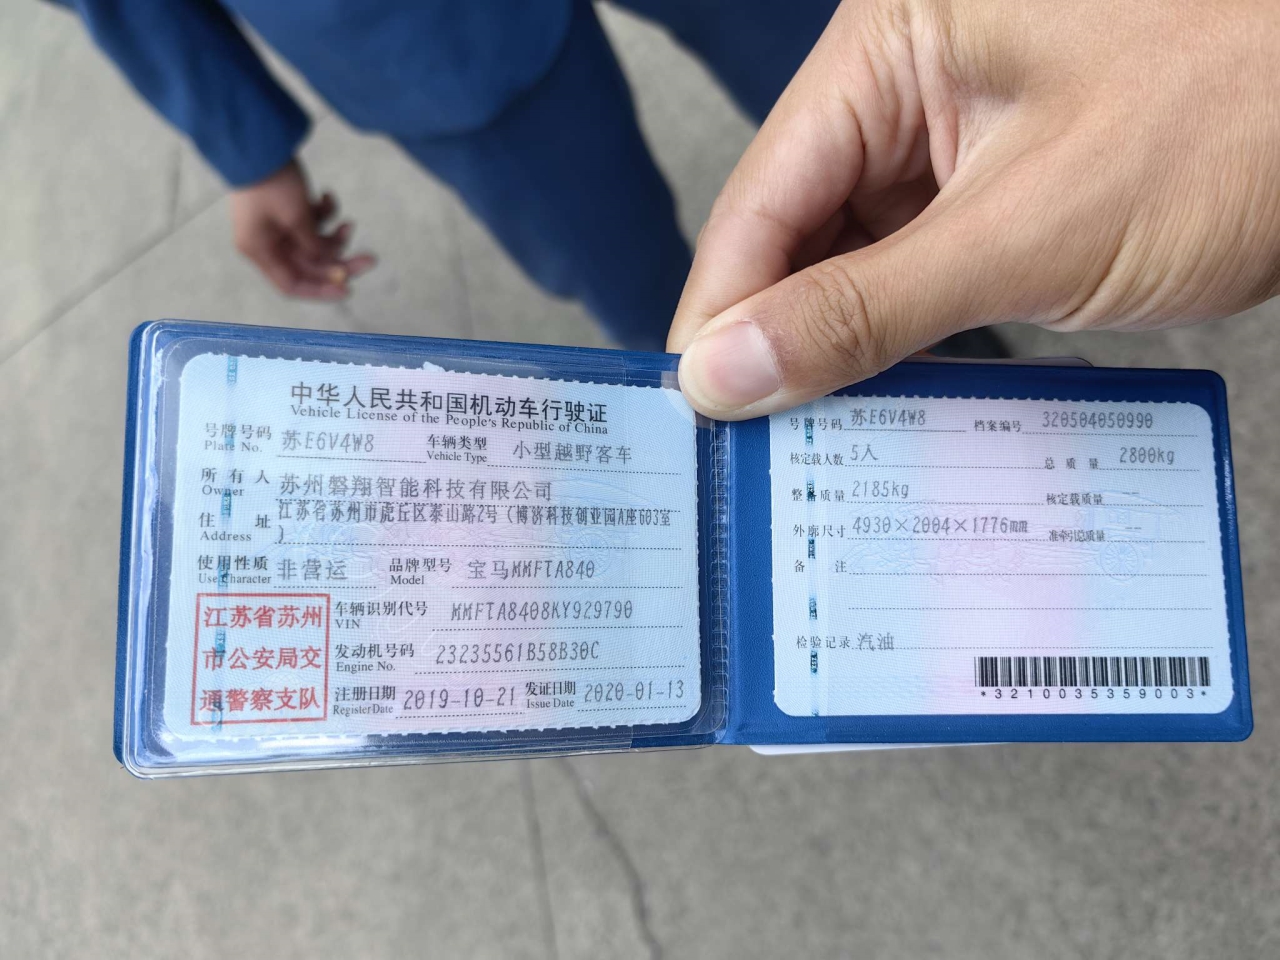 中华人民共和国机动车行驶证
Vehicle License of the People's Republic of China
号牌号码 苏E6V4W8 车辆类型 小型越野客车
Plate No. Vehicle Type
所有人 苏州磐翔智能科技有限公司
Owner
住址 江苏省苏州市虎丘区泰山路2号（博济科技创业园A座603室
Address ）
使用性质 非营运 品牌型号 宝马MMFTA840
Use Character Model
江苏省苏州
市公安局交
通警察支队
车辆识别代号 MMFTA8408KY929790
VIN
发动机号码 23235561B58B30C
Engine No.
注册日期 2019-10-21 发证日期 2020-01-13
Register Date Issue Date
号牌号码 苏E6V4W8 档案编号 320504050990
核定载人数 5人 总质量 2800kg
整备质量 2185kg 核定载质量 --
外廓尺寸 4930×2004×1776mm 准牵引总质量 --
备注
检验记录 汽油
*3210035359003*